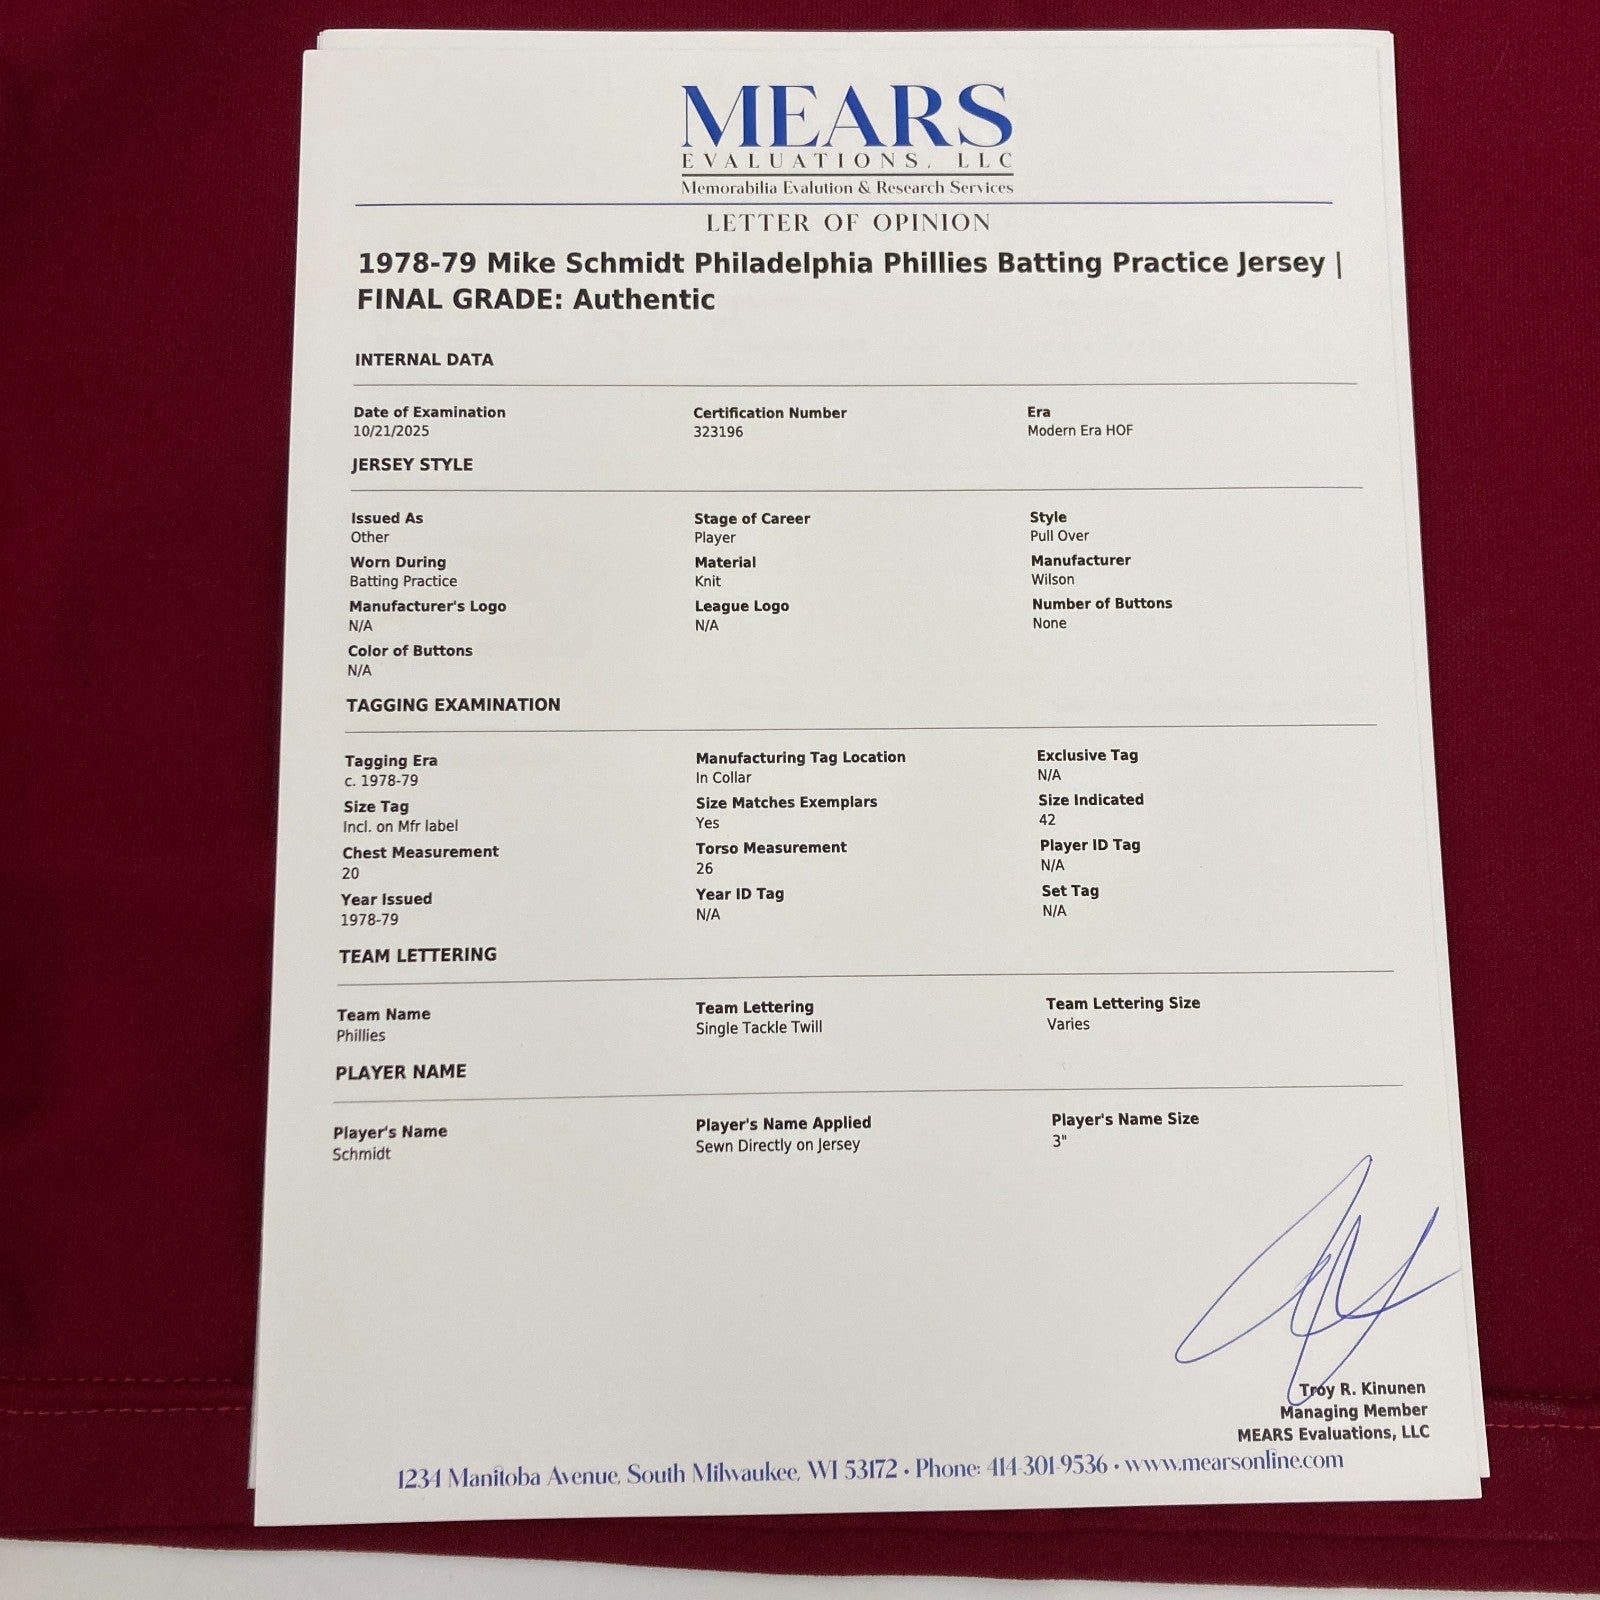 MEARS
EVALUATIONS, LLC
Memorabilia Evalution & Research Services
LETTER OF OPINION
1978-79 Mike Schmidt Philadelphia Phillies Batting Practice Jersey |
FINAL GRADE: Authentic
INTERNAL DATA
Date of Examination Certification Number Era
10/21/2025 323196 Modern Era HOF
JERSEY STYLE
Issued As Stage of Career Style
Other Player Pull Over
Worn During Material Manufacturer
Batting Practice Knit Wilson
Manufacturer's Logo League Logo Number of Buttons
N/A N/A None
Color of Buttons
N/A
TAGGING EXAMINATION
Tagging Era Manufacturing Tag Location Exclusive Tag
c. 1978-79 In Collar N/A
Size Tag Size Matches Exemplars Size Indicated
Incl. on Mfr label Yes 42
Chest Measurement Torso Measurement Player ID Tag
20 26 N/A
Year Issued Year ID Tag Set Tag
1978-79 N/A N/A
TEAM LETTERING
Team Name Team Lettering Team Lettering Size
Phillies Single Tackle Twill Varies
PLAYER NAME
Player's Name Player's Name Applied Player's Name Size
Schmidt Sewn Directly on Jersey 3"
Troy R. Kinunen
Managing Member
MEARS Evaluations, LLC
1234 Manitoba Avenue, South Milwaukee, WI 53172 • Phone: 414-301-9536 • www.mearsonline.com